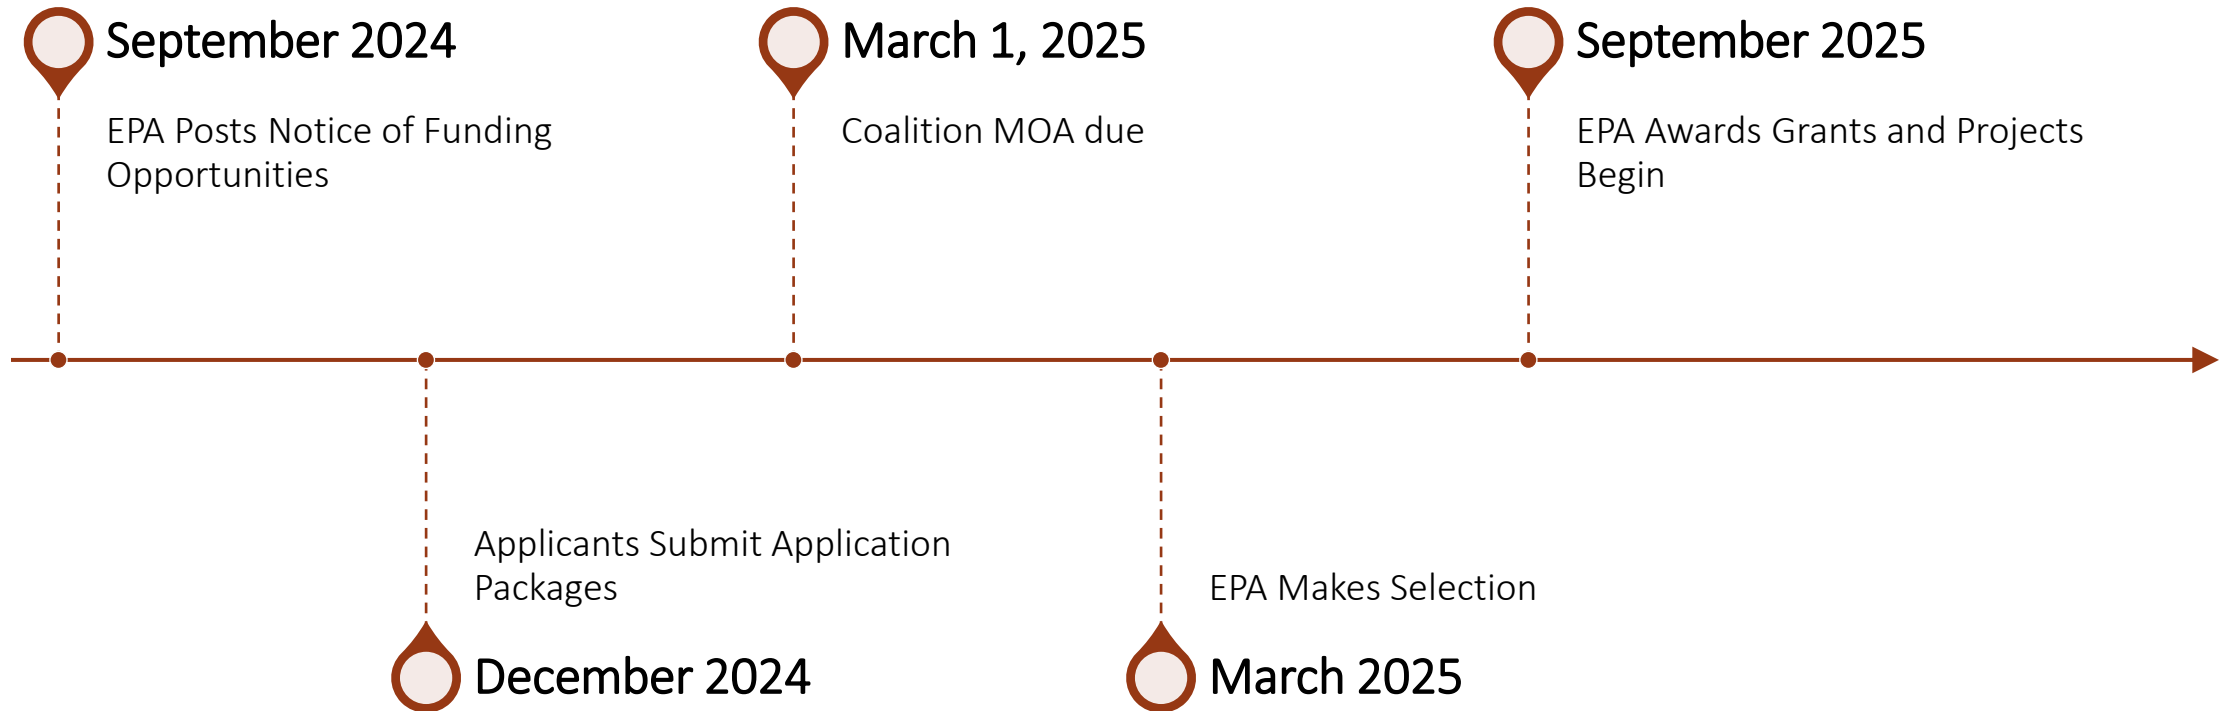 September 2024
EPA Posts Notice of Funding
Opportunities
Applicants Submit Application
Packages
December 2024
March 1, 2025
Coalition MOA due
EPA Makes Selection
March 2025
September 2025
EPA Awards Grants and Projects
Begin